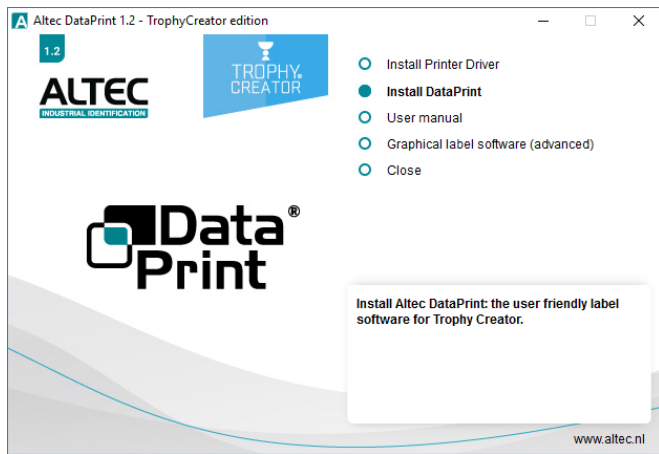 Altec DataPrint 1.2 - TrophyCreator edition
1.2
ALTEC
INDUSTRIAL IDENTIFICATION
TROPHY®
CREATOR
Install Printer Driver
Install DataPrint
User manual
Graphical label software (advanced)
Close
Data®
Print
Install Altec DataPrint: the user friendly label
software for Trophy Creator.
www.altec.nl